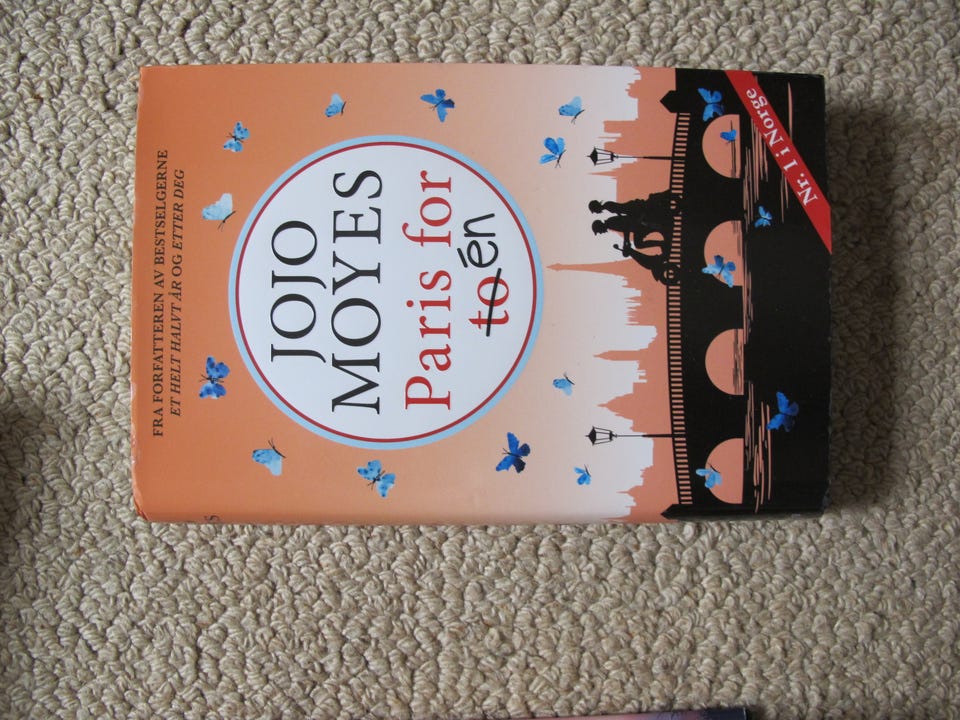 FRA FORFATTEREN AV BESTSELGERNE
ET HELT HALVT ÅR OG ETTER DEG
JOJO
MOYES
Paris for
to én
Nr. 1 i Norge